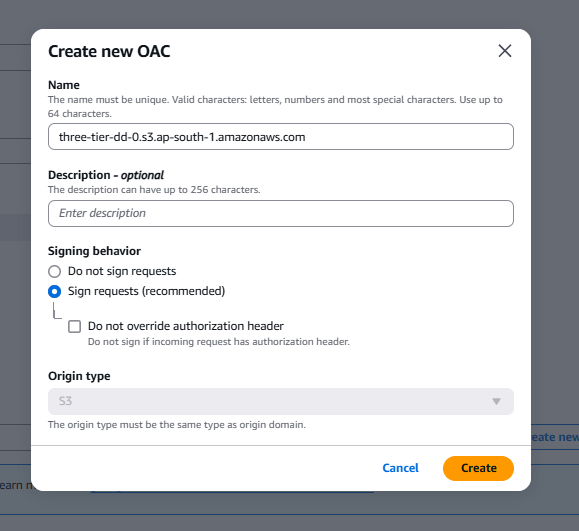 Create new OAC
Name
The name must be unique. Valid characters: letters, numbers and most special characters. Use up to
64 characters.
three-tier-dd-0.s3.ap-south-1.amazonaws.com
Description - optional
The description can have up to 256 characters.
Enter description
Signing behavior
Do not sign requests
Sign requests (recommended)
Do not override authorization header
Do not sign if incoming request has authorization header.
Origin type
S3
The origin type must be the same type as origin domain.
eate new
Cancel
Create
earn